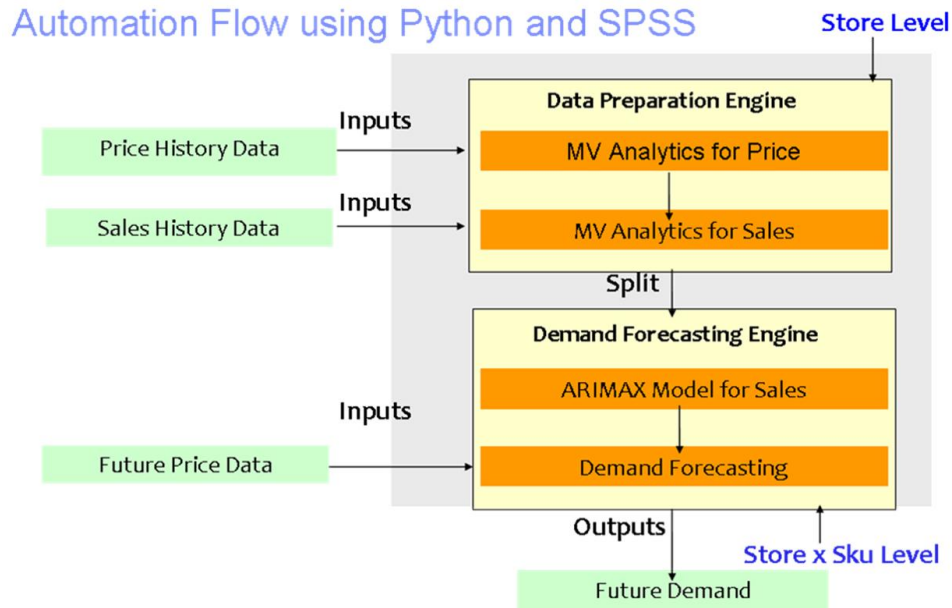 Automation Flow using Python and SPSS
Store Level
Data Preparation Engine
Inputs
Price History Data
MV Analytics for Price
Inputs
Sales History Data
MV Analytics for Sales
Split
Demand Forecasting Engine
ARIMAX Model for Sales
Inputs
Future Price Data
Demand Forecasting
Outputs
Store x Sku Level
Future Demand